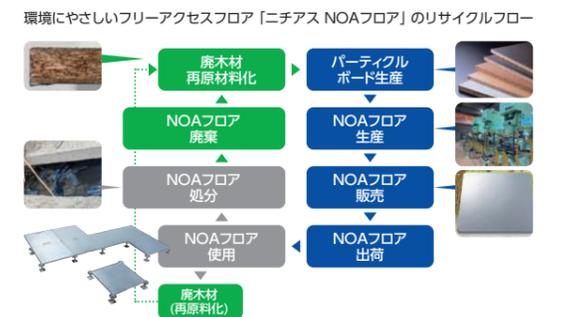 環境にやさしいフリーアクセスフロア「ニチアス NOAフロア」のリサイクルフロー
廃木材
再原材料化
パーティクル
ボード生産
NOAフロア
廃棄
NOAフロア
生産
NOAフロア
処分
NOAフロア
販売
NOAフロア
使用
NOAフロア
出荷
廃木材
(再原料化)